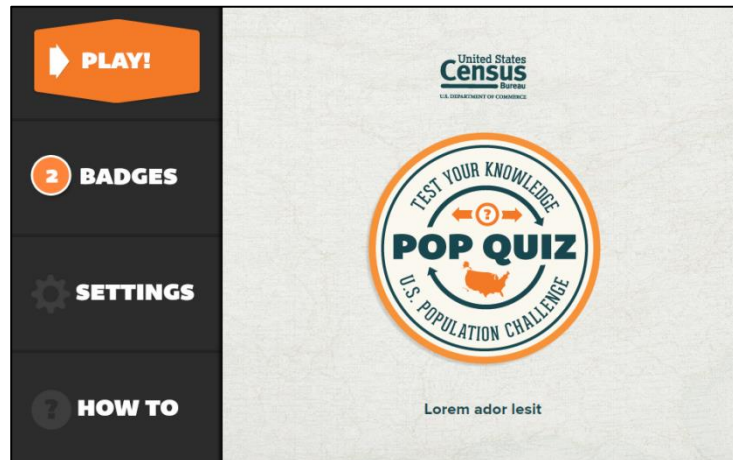 PLAY!
2 BADGES
SETTINGS
? HOW TO
United States
Census
Bureau
U.S. DEPARTMENT OF COMMERCE
TEST YOUR KNOWLEDGE
?
POP QUIZ
U.S. POPULATION CHALLENGE
Lorem ador lesit